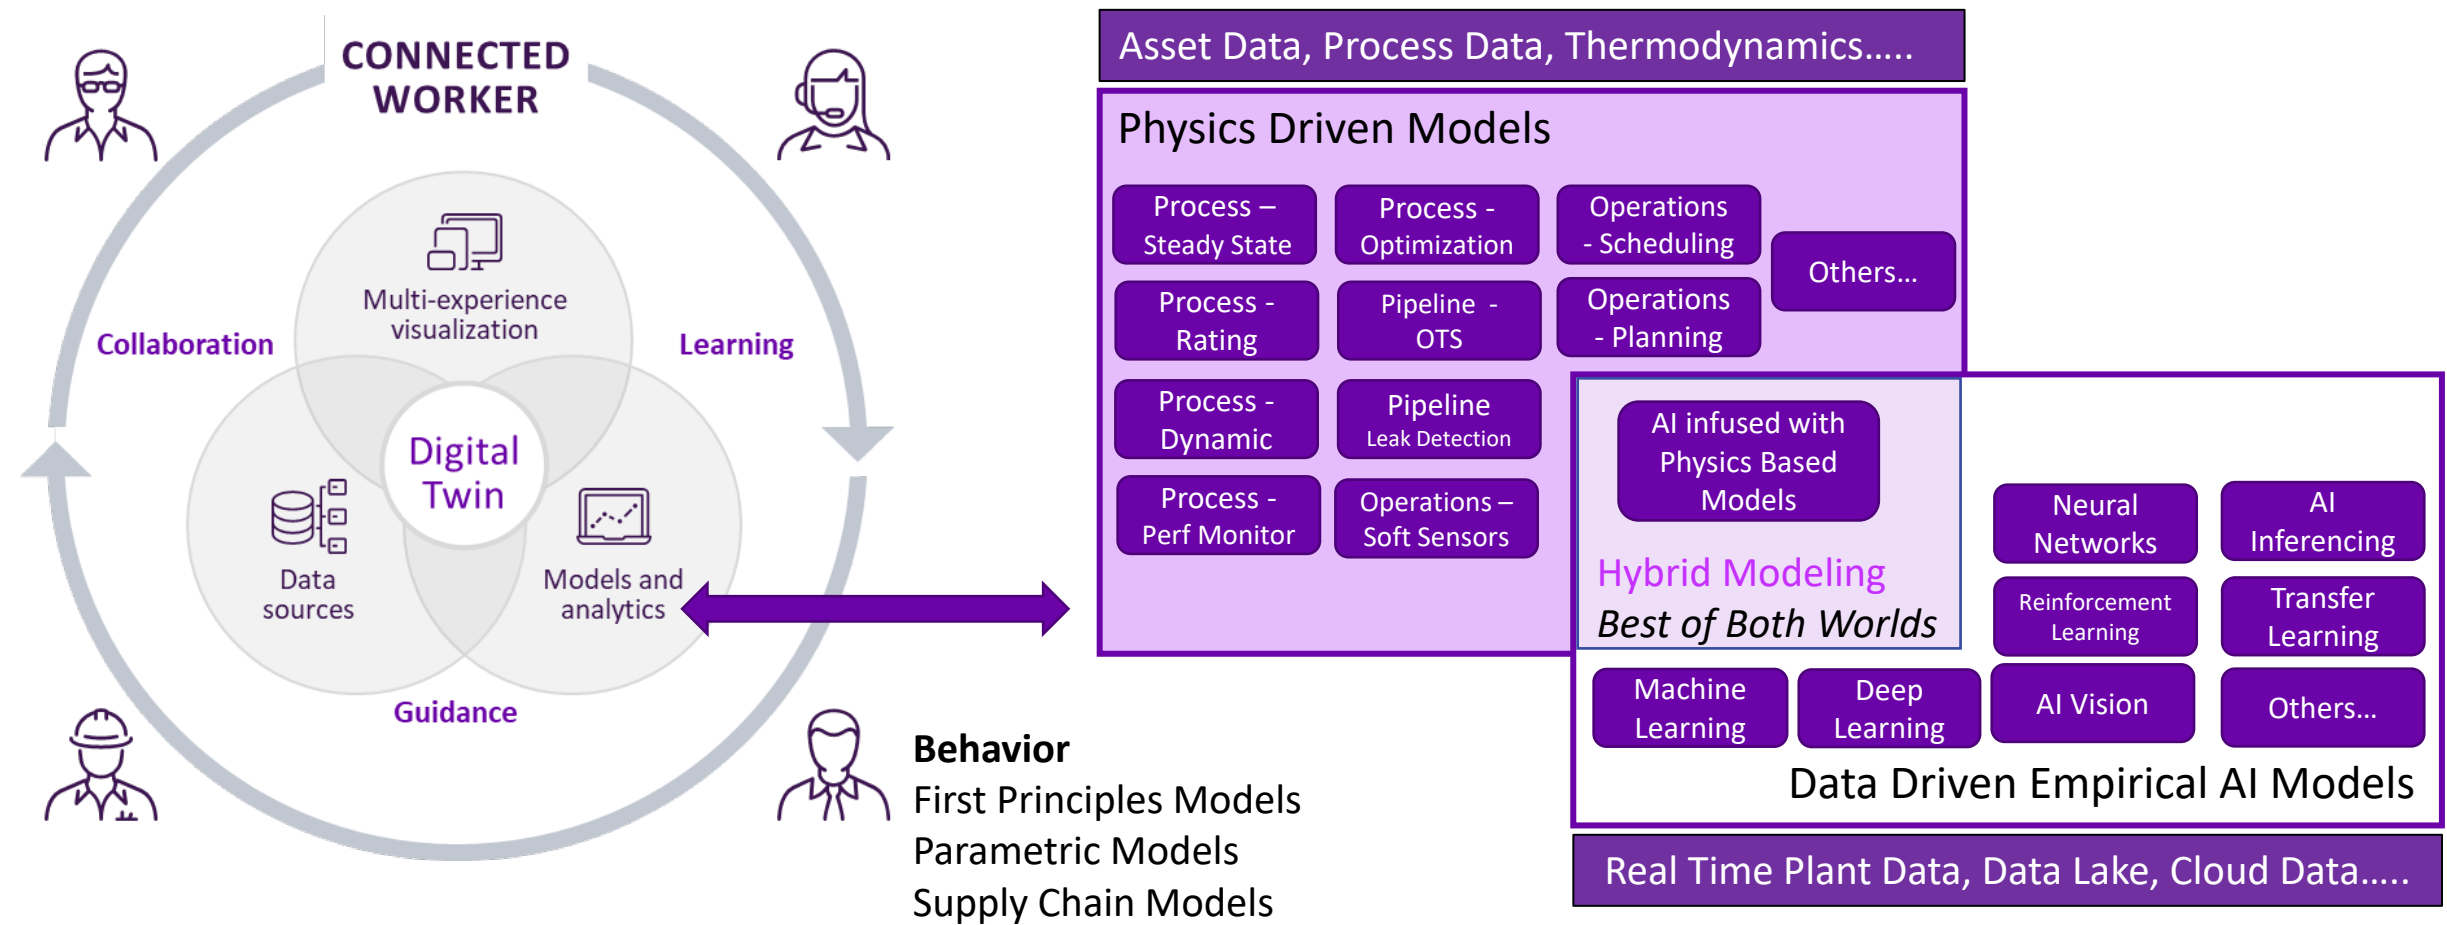 CONNECTED
WORKER
Multi-experience
visualization
Collaboration
Learning
Digital
Twin
Data
sources
Models and
analytics
Guidance
Behavior
First Principles Models
Parametric Models
Supply Chain Models
Asset Data, Process Data, Thermodynamics.....
Physics Driven Models
Process –
Steady State
Process -
Optimization
Operations
- Scheduling
Others...
Process -
Rating
Pipeline  -
OTS
Operations
- Planning
Process -
Dynamic
Pipeline
Leak Detection
Process -
Perf Monitor
Operations –
Soft Sensors
AI infused with
Physics Based
Models
Hybrid Modeling
Best of Both Worlds
Neural
Networks
AI
Inferencing
Reinforcement
Learning
Transfer
Learning
Machine
Learning
Deep
Learning
AI Vision
Others...
Data Driven Empirical AI Models
Real Time Plant Data, Data Lake, Cloud Data.....